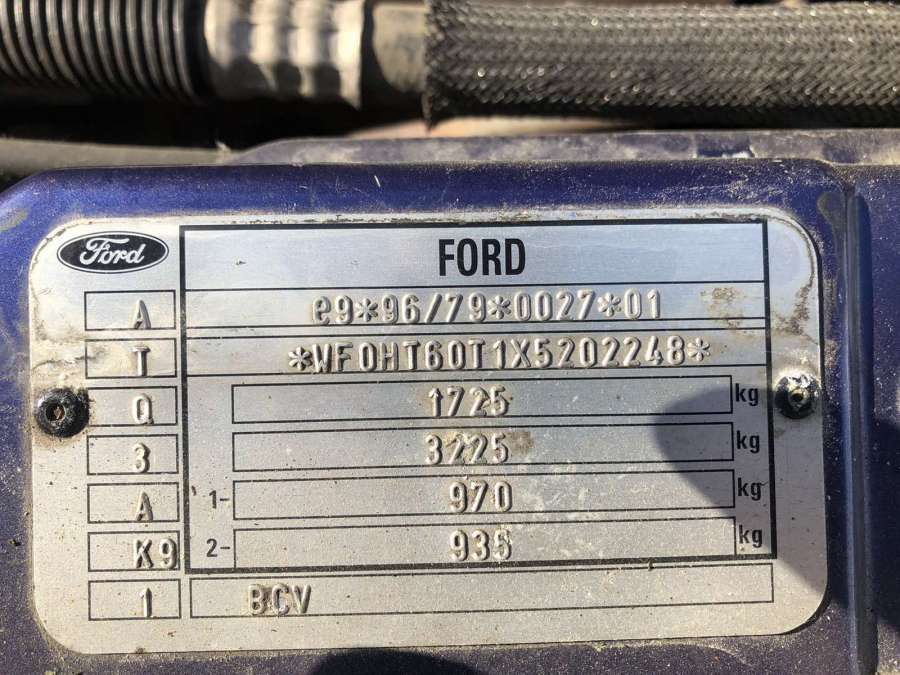 Ford FORD
A e9*96/79*0027*01
T *WF0HT60T1X5202248*
Q 1725 kg
3 3225 kg
A 1- 970 kg
K9 2- 935 kg
1 BCV